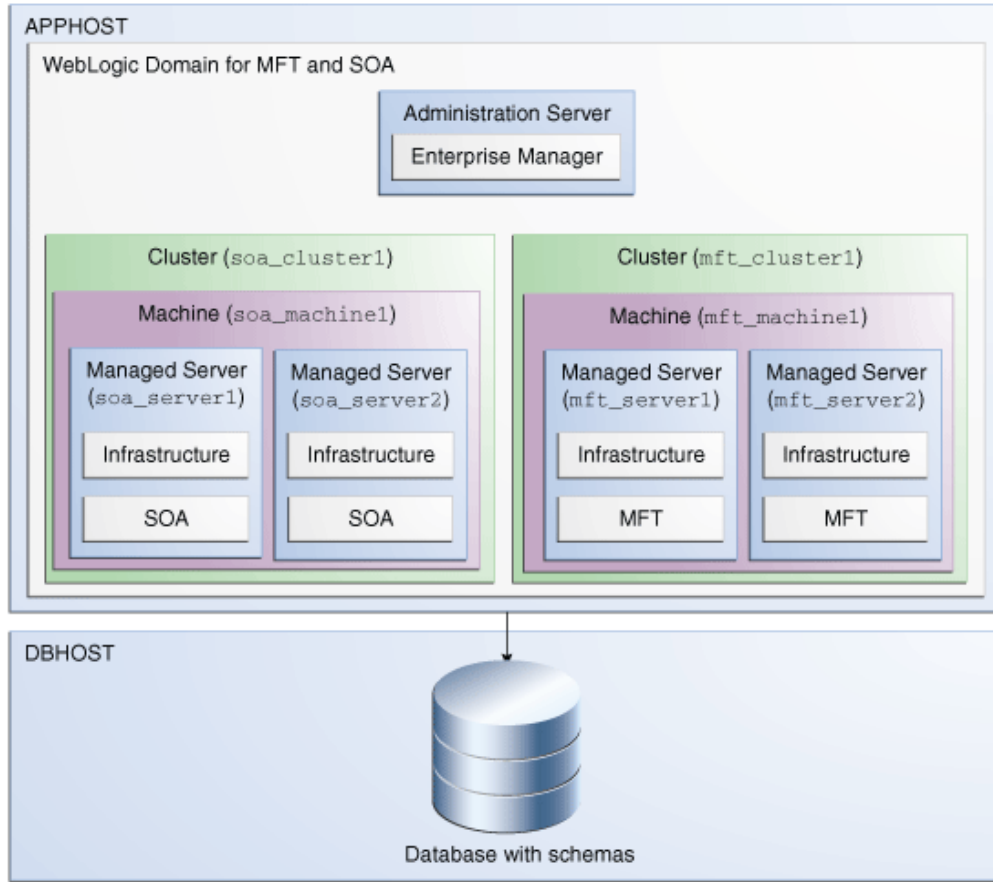 APPHOST
WebLogic Domain for MFT and SOA
Administration Server
Enterprise Manager
Cluster (soa_cluster1)
Machine (soa_machine1)
Managed Server
(soa_server1)
Infrastructure
SOA
Managed Server
(soa_server2)
Infrastructure
SOA
Cluster (mft_cluster1)
Machine (mft_machine1)
Managed Server
(mft_server1)
Infrastructure
MFT
Managed Server
(mft_server2)
Infrastructure
MFT
DBHOST
Database with schemas